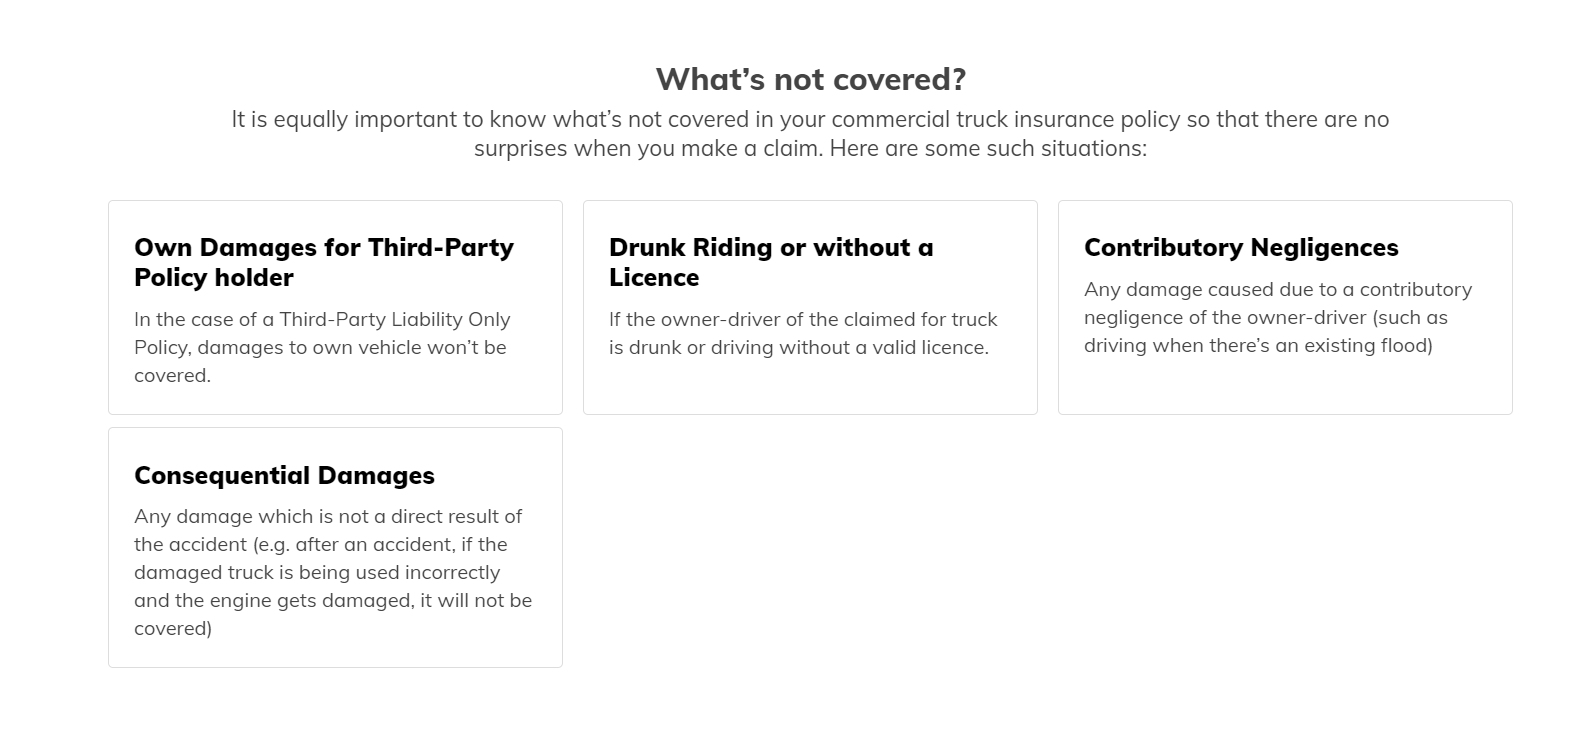 What’s not covered?
It is equally important to know what’s not covered in your commercial truck insurance policy so that there are no
surprises when you make a claim. Here are some such situations:
Own Damages for Third-Party
Policy holder
In the case of a Third-Party Liability Only
Policy, damages to own vehicle won’t be
covered.
Drunk Riding or without a
Licence
If the owner-driver of the claimed for truck
is drunk or driving without a valid licence.
Contributory Negligences
Any damage caused due to a contributory
negligence of the owner-driver (such as
driving when there’s an existing flood)
Consequential Damages
Any damage which is not a direct result of
the accident (e.g. after an accident, if the
damaged truck is being used incorrectly
and the engine gets damaged, it will not be
covered)